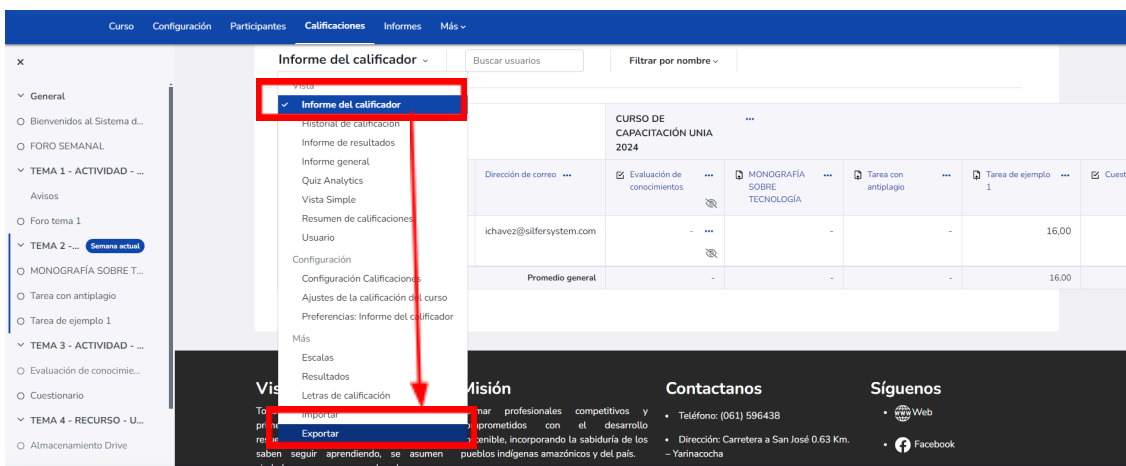 Curso Configuración Participantes Calificaciones Informes Más
×
General
Bienvenidos al Sistema d...
FORO SEMANAL
TEMA 1 - ACTIVIDAD - ...
Avisos
Foro tema 1
TEMA 2 -... Semana actual
MONOGRAFÍA SOBRE T...
Tarea con antiplagio
Tarea de ejemplo 1
TEMA 3 - ACTIVIDAD - ...
Evaluación de conocimie...
Cuestionario
TEMA 4 - RECURSO - U...
Almacenamiento Drive
Informe del calificador
Buscar usuarios
Filtrar por nombre
Vista
Informe del calificador
Historial de calificación
Informe de resultados
Informe general
Quiz Analytics
Vista Simple
Resumen de calificaciones
Usuario
Configuración
Configuración Calificaciones
Ajustes de la calificación del curso
Preferencias: Informe del calificador
Más
Escalas
Resultados
Letras de calificación
Importar
Exportar
CURSO DE
CAPACITACIÓN UNIA
2024
Dirección de correo
Evaluación de
conocimientos
MONOGRAFÍA
SOBRE
TECNOLOGÍA
Tarea con
antiplagio
Tarea de ejemplo
1
Cuest
ichavez@silfersystem.com - - - 16,00
Promedio general - - - 16,00
saben seguir aprendiendo, se asumen
Misión
profesionales competitivos y
con el desarrollo
incorporando la sabiduría de los
pueblos indígenas amazónicos y del país.
Contactanos
Teléfono: (061) 596438
Dirección: Carretera a San José 0.63 Km.
– Yarinacocha
Síguenos
Web
Facebook